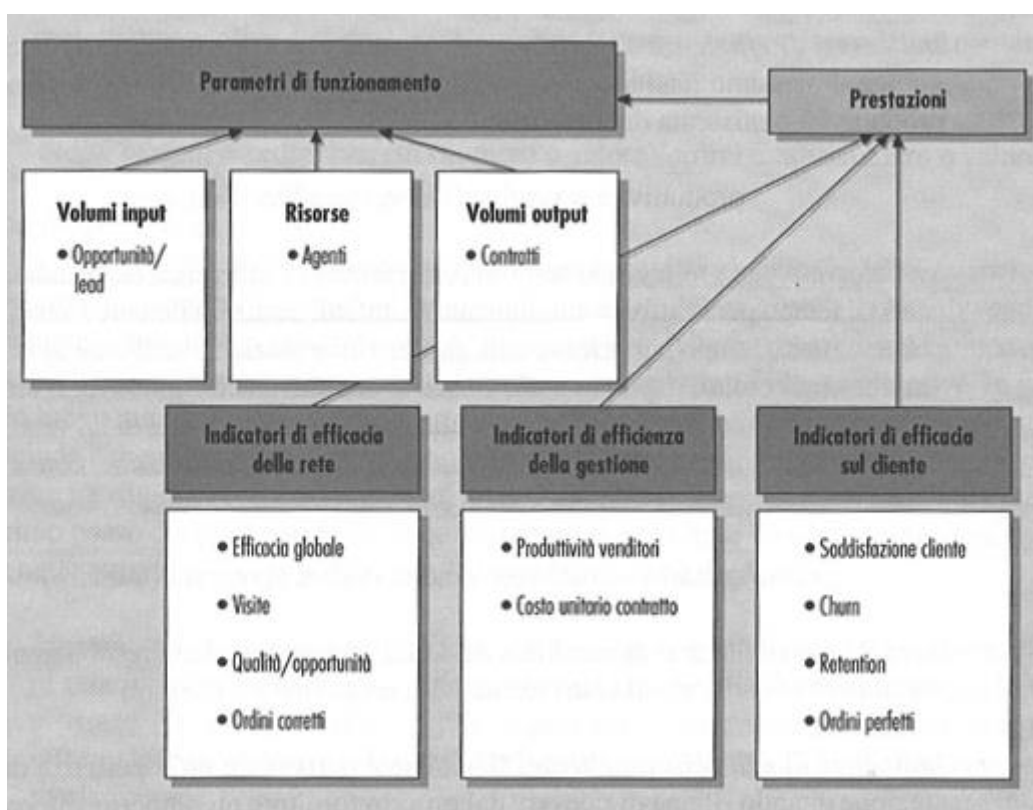 Parametri di funzionamento
Prestazioni
Volumi input
• Opportunità/
lead
Risorse
• Agenti
Volumi output
• Contratti
Indicatori di efficacia
della rete
• Efficacia globale
• Visite
• Qualità/opportunità
• Ordini corretti
Indicatori di efficienza
della gestione
• Produttività venditori
• Costo unitario contratto
Indicatori di efficacia
sul cliente
• Soddisfazione cliente
• Churn
• Retention
• Ordini perfetti